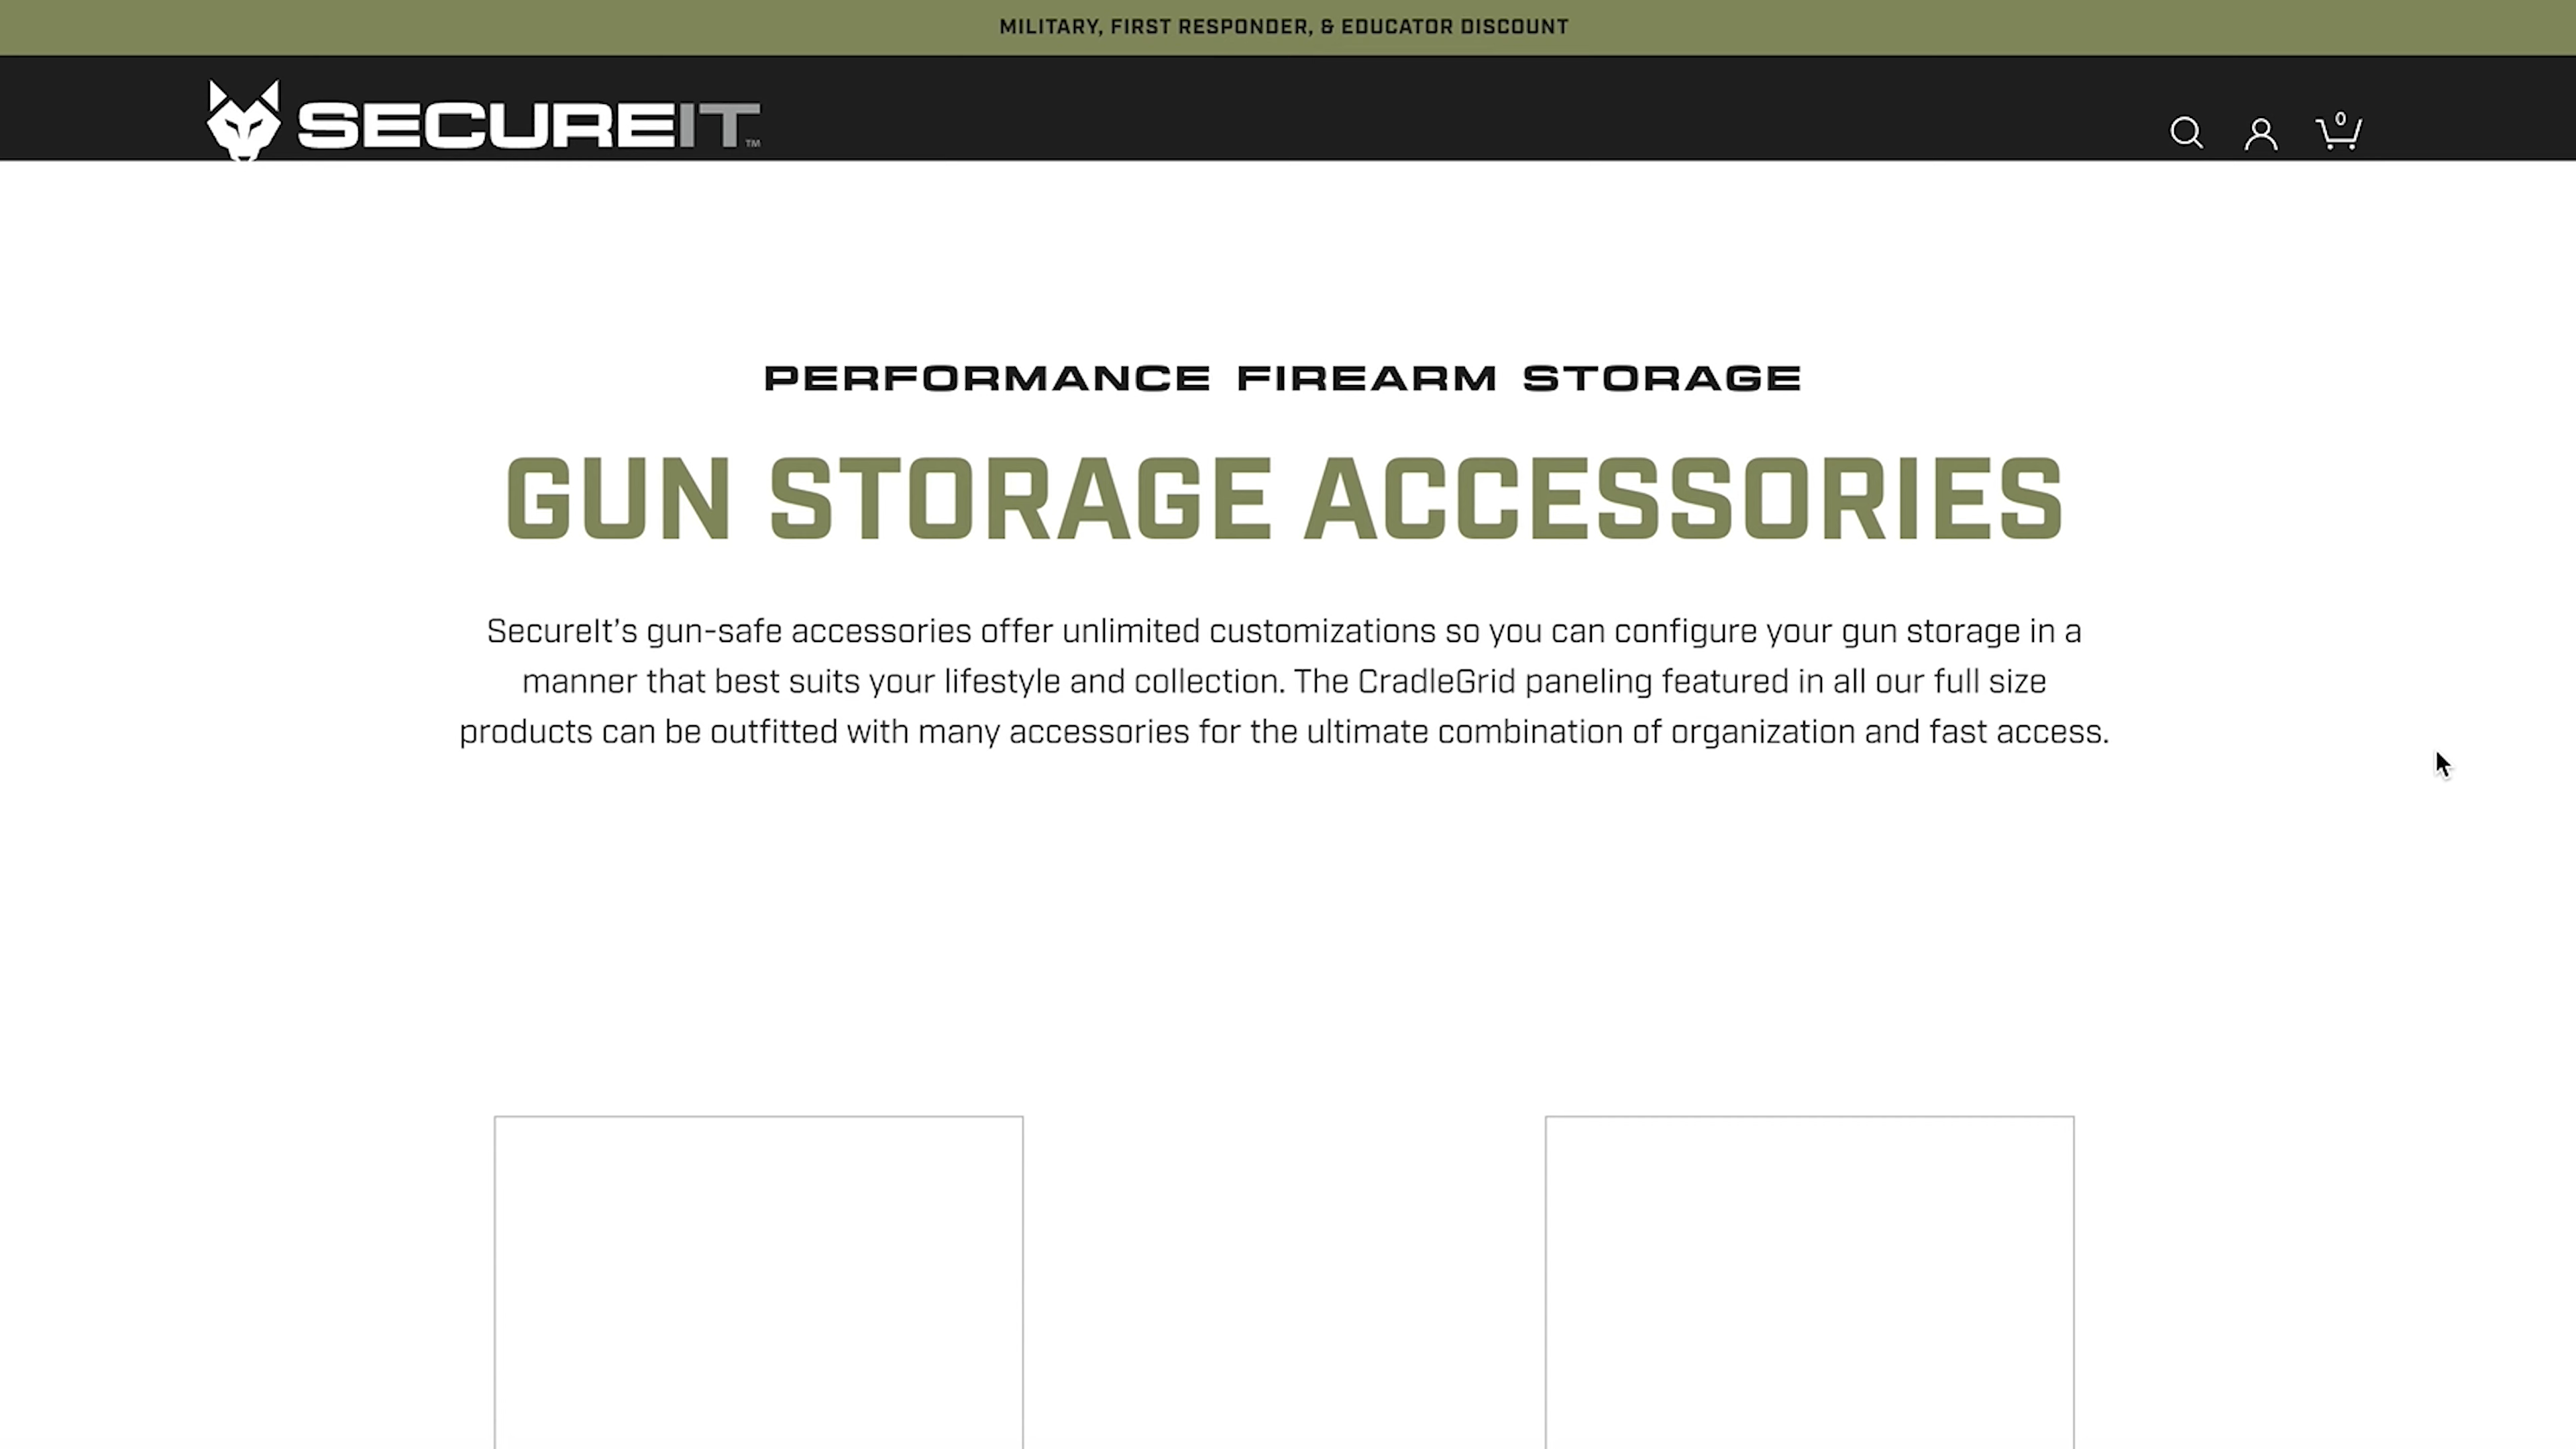 MILITARY, FIRST RESPONDER, & EDUCATOR DISCOUNT
SECUREIT™
0
PERFORMANCE FIREARM STORAGE
GUN STORAGE ACCESSORIES
SecureIt's gun-safe accessories offer unlimited customizations so you can configure your gun storage in a
manner that best suits your lifestyle and collection. The CradleGrid paneling featured in all our full size
products can be outfitted with many accessories for the ultimate combination of organization and fast access.